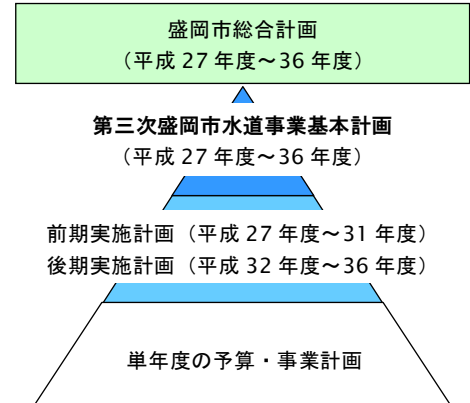 盛岡市総合計画
（平成 27 年度～36 年度）
第三次盛岡市水道事業基本計画
（平成 27 年度～36 年度）
前期実施計画（平成 27 年度～31 年度）
後期実施計画（平成 32 年度～36 年度）
単年度の予算・事業計画